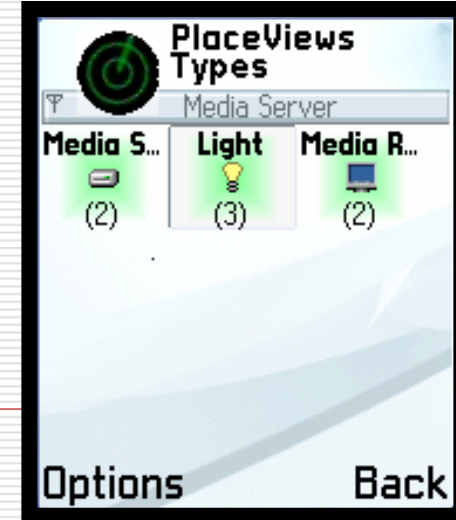 PlaceViews
Types
Media Server
Media S... Light Media R...
(2) (3) (2)
Options Back